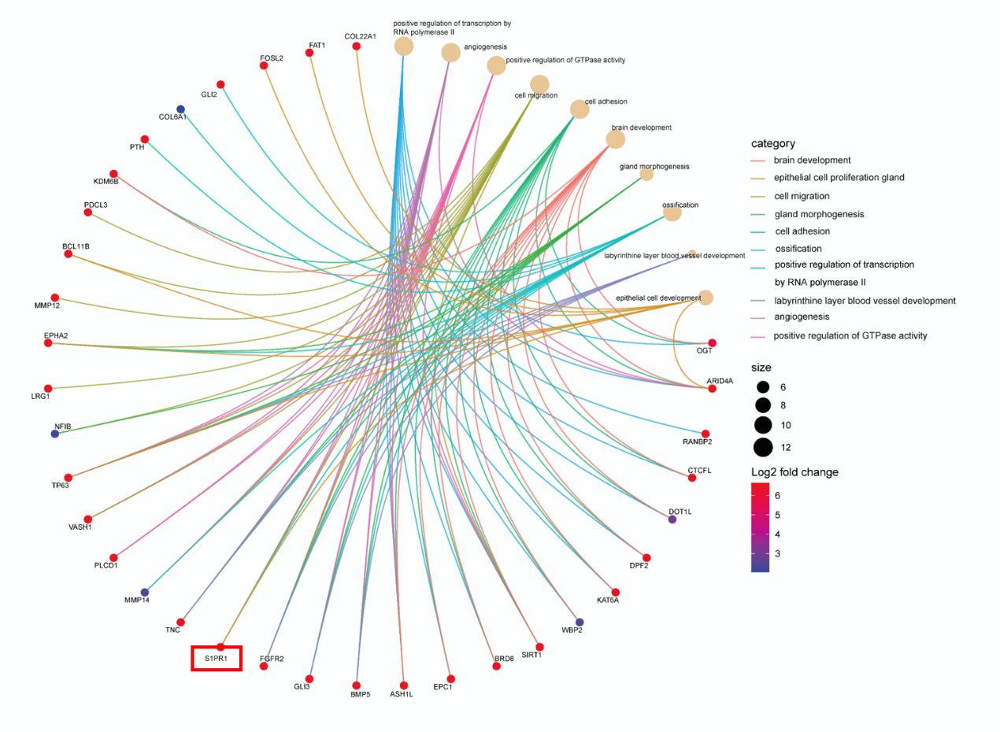 positive regulation of transcription by
RNA polymerase II
angiogenesis
positive regulation of GTPase activity
cell migration
cell adhesion
brain development
gland morphogenesis
ossification
labyrinthine layer blood vessel development
epithelial cell development
COL22A1
FAT1
FOSL2
GLI2
COL6A1
PTH
KDM6B
PDCL3
BCL11B
MMP12
EPHA2
LRG1
NFIB
TP63
VASH1
PLCD1
MMP14
TNC
S1PR1
FGFR2
GLI3
BMP5
ASH1L
EPC1
BRD8
SIRT1
WBP2
KAT6A
DPF2
DOT1L
CTCFL
RANBP2
ARID4A
OGT
category
brain development
epithelial cell proliferation gland
cell migration
gland morphogenesis
cell adhesion
ossification
positive regulation of transcription
by RNA polymerase II
labyrinthine layer blood vessel development
angiogenesis
positive regulation of GTPase activity
size
6
8
10
12
Log2 fold change
6
5
4
3